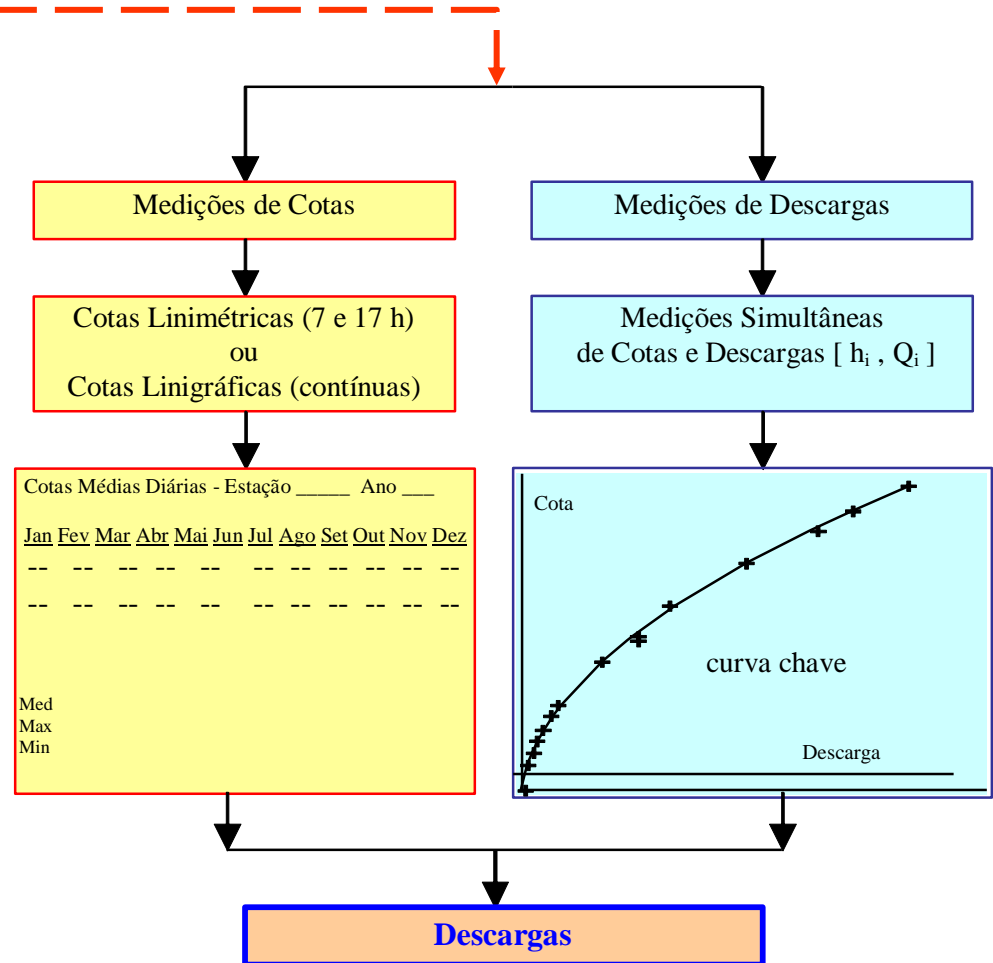 Medições de Cotas
Medições de Descargas
Cotas Linimétricas (7 e 17 h)
ou
Cotas Linigráficas (contínuas)
Medições Simultâneas
de Cotas e Descargas [ hᵢ , Qᵢ ]
Cotas Médias Diárias - Estação _____ Ano ___
Jan Fev Mar Abr Mai Jun Jul Ago Set Out Nov Dez
-- -- -- -- -- -- -- -- -- -- --
-- -- -- -- -- -- -- -- -- -- --
Med
Max
Min
Cota
curva chave
Descarga
Descargas